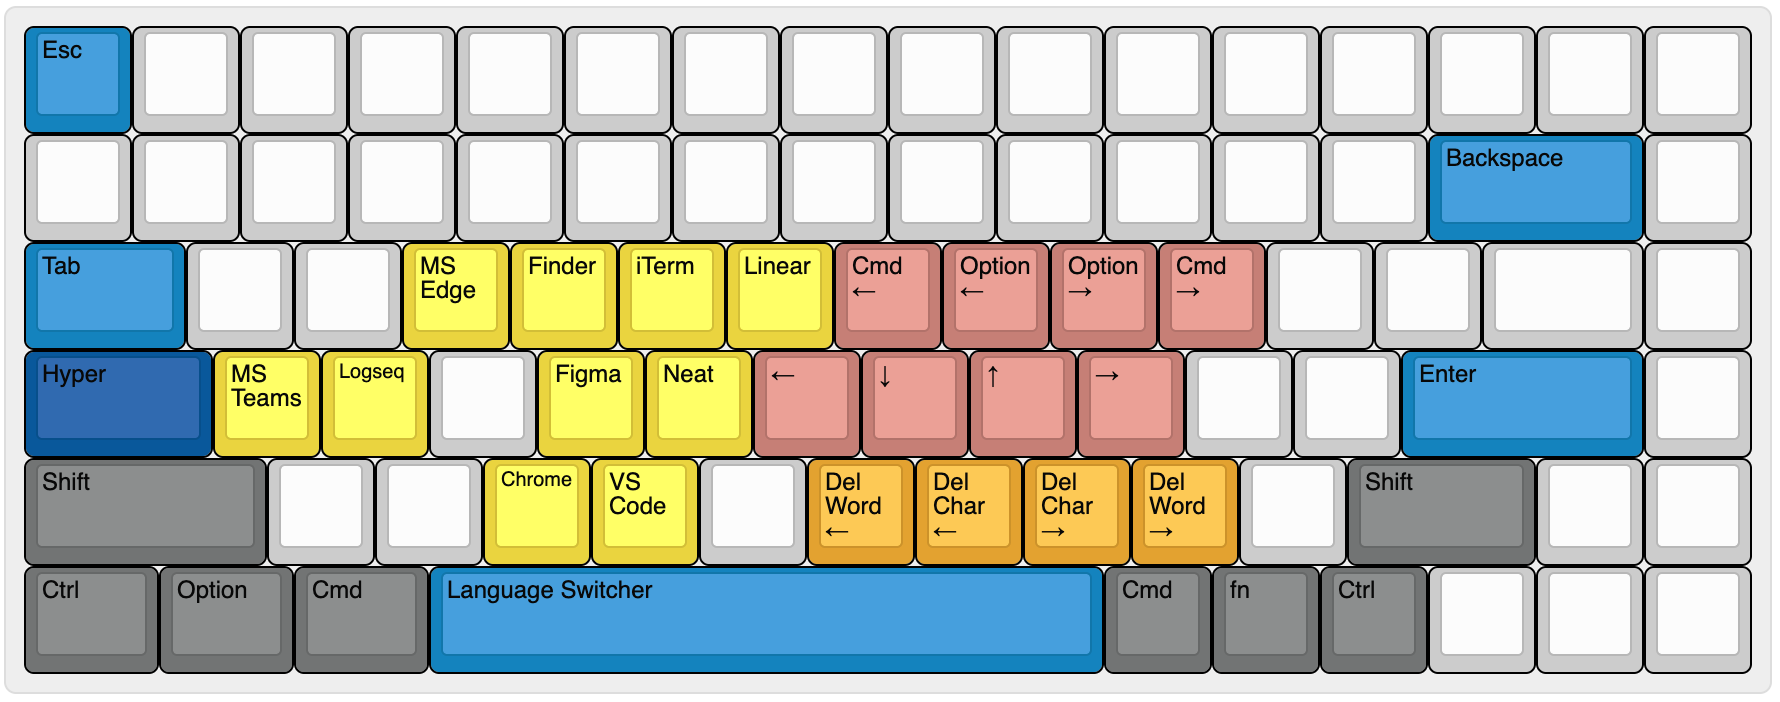 Esc
Backspace
Tab
MS
Edge
Finder
iTerm
Linear
Cmd
←
Option
←
Option
→
Cmd
→
Hyper
MS
Teams
Logseq
Figma
Neat
←
↓
↑
→
Enter
Shift
Chrome
VS
Code
Del
Word
←
Del
Char
←
Del
Char
→
Del
Word
→
Shift
Ctrl
Option
Cmd
Language Switcher
Cmd
fn
Ctrl